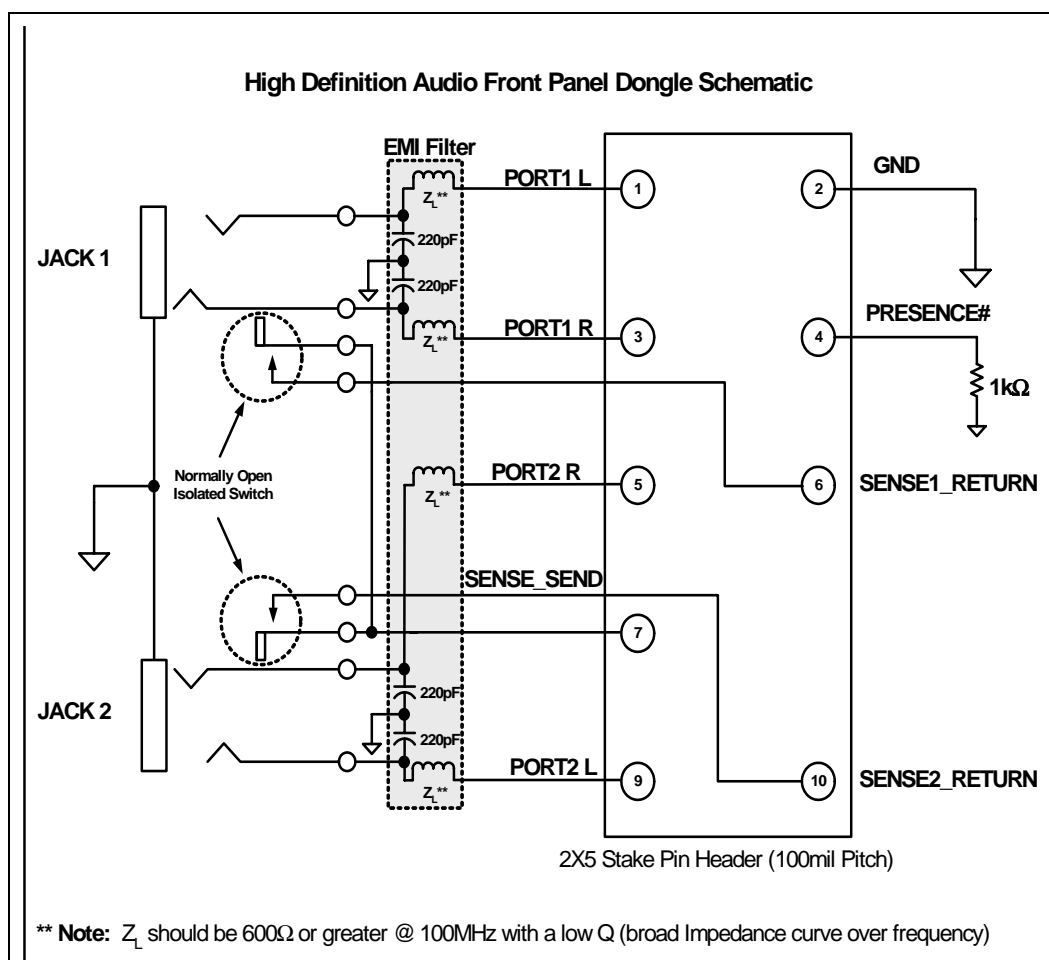 High Definition Audio Front Panel Dongle Schematic
EMI Filter
PORT1 L
1
2
GND
Z_L**
220pF
JACK 1
220pF
PRESENCE#
PORT1 R
3
4
Z_L**
1kΩ
Normally Open
Isolated Switch
PORT2 R
5
6
SENSE1_RETURN
Z_L**
SENSE_SEND
7
220pF
JACK 2
220pF
PORT2 L
9
10
SENSE2_RETURN
Z_L**
2X5 Stake Pin Header (100mil Pitch)
** Note: Z_L should be 600Ω or greater @ 100MHz with a low Q (broad Impedance curve over frequency)